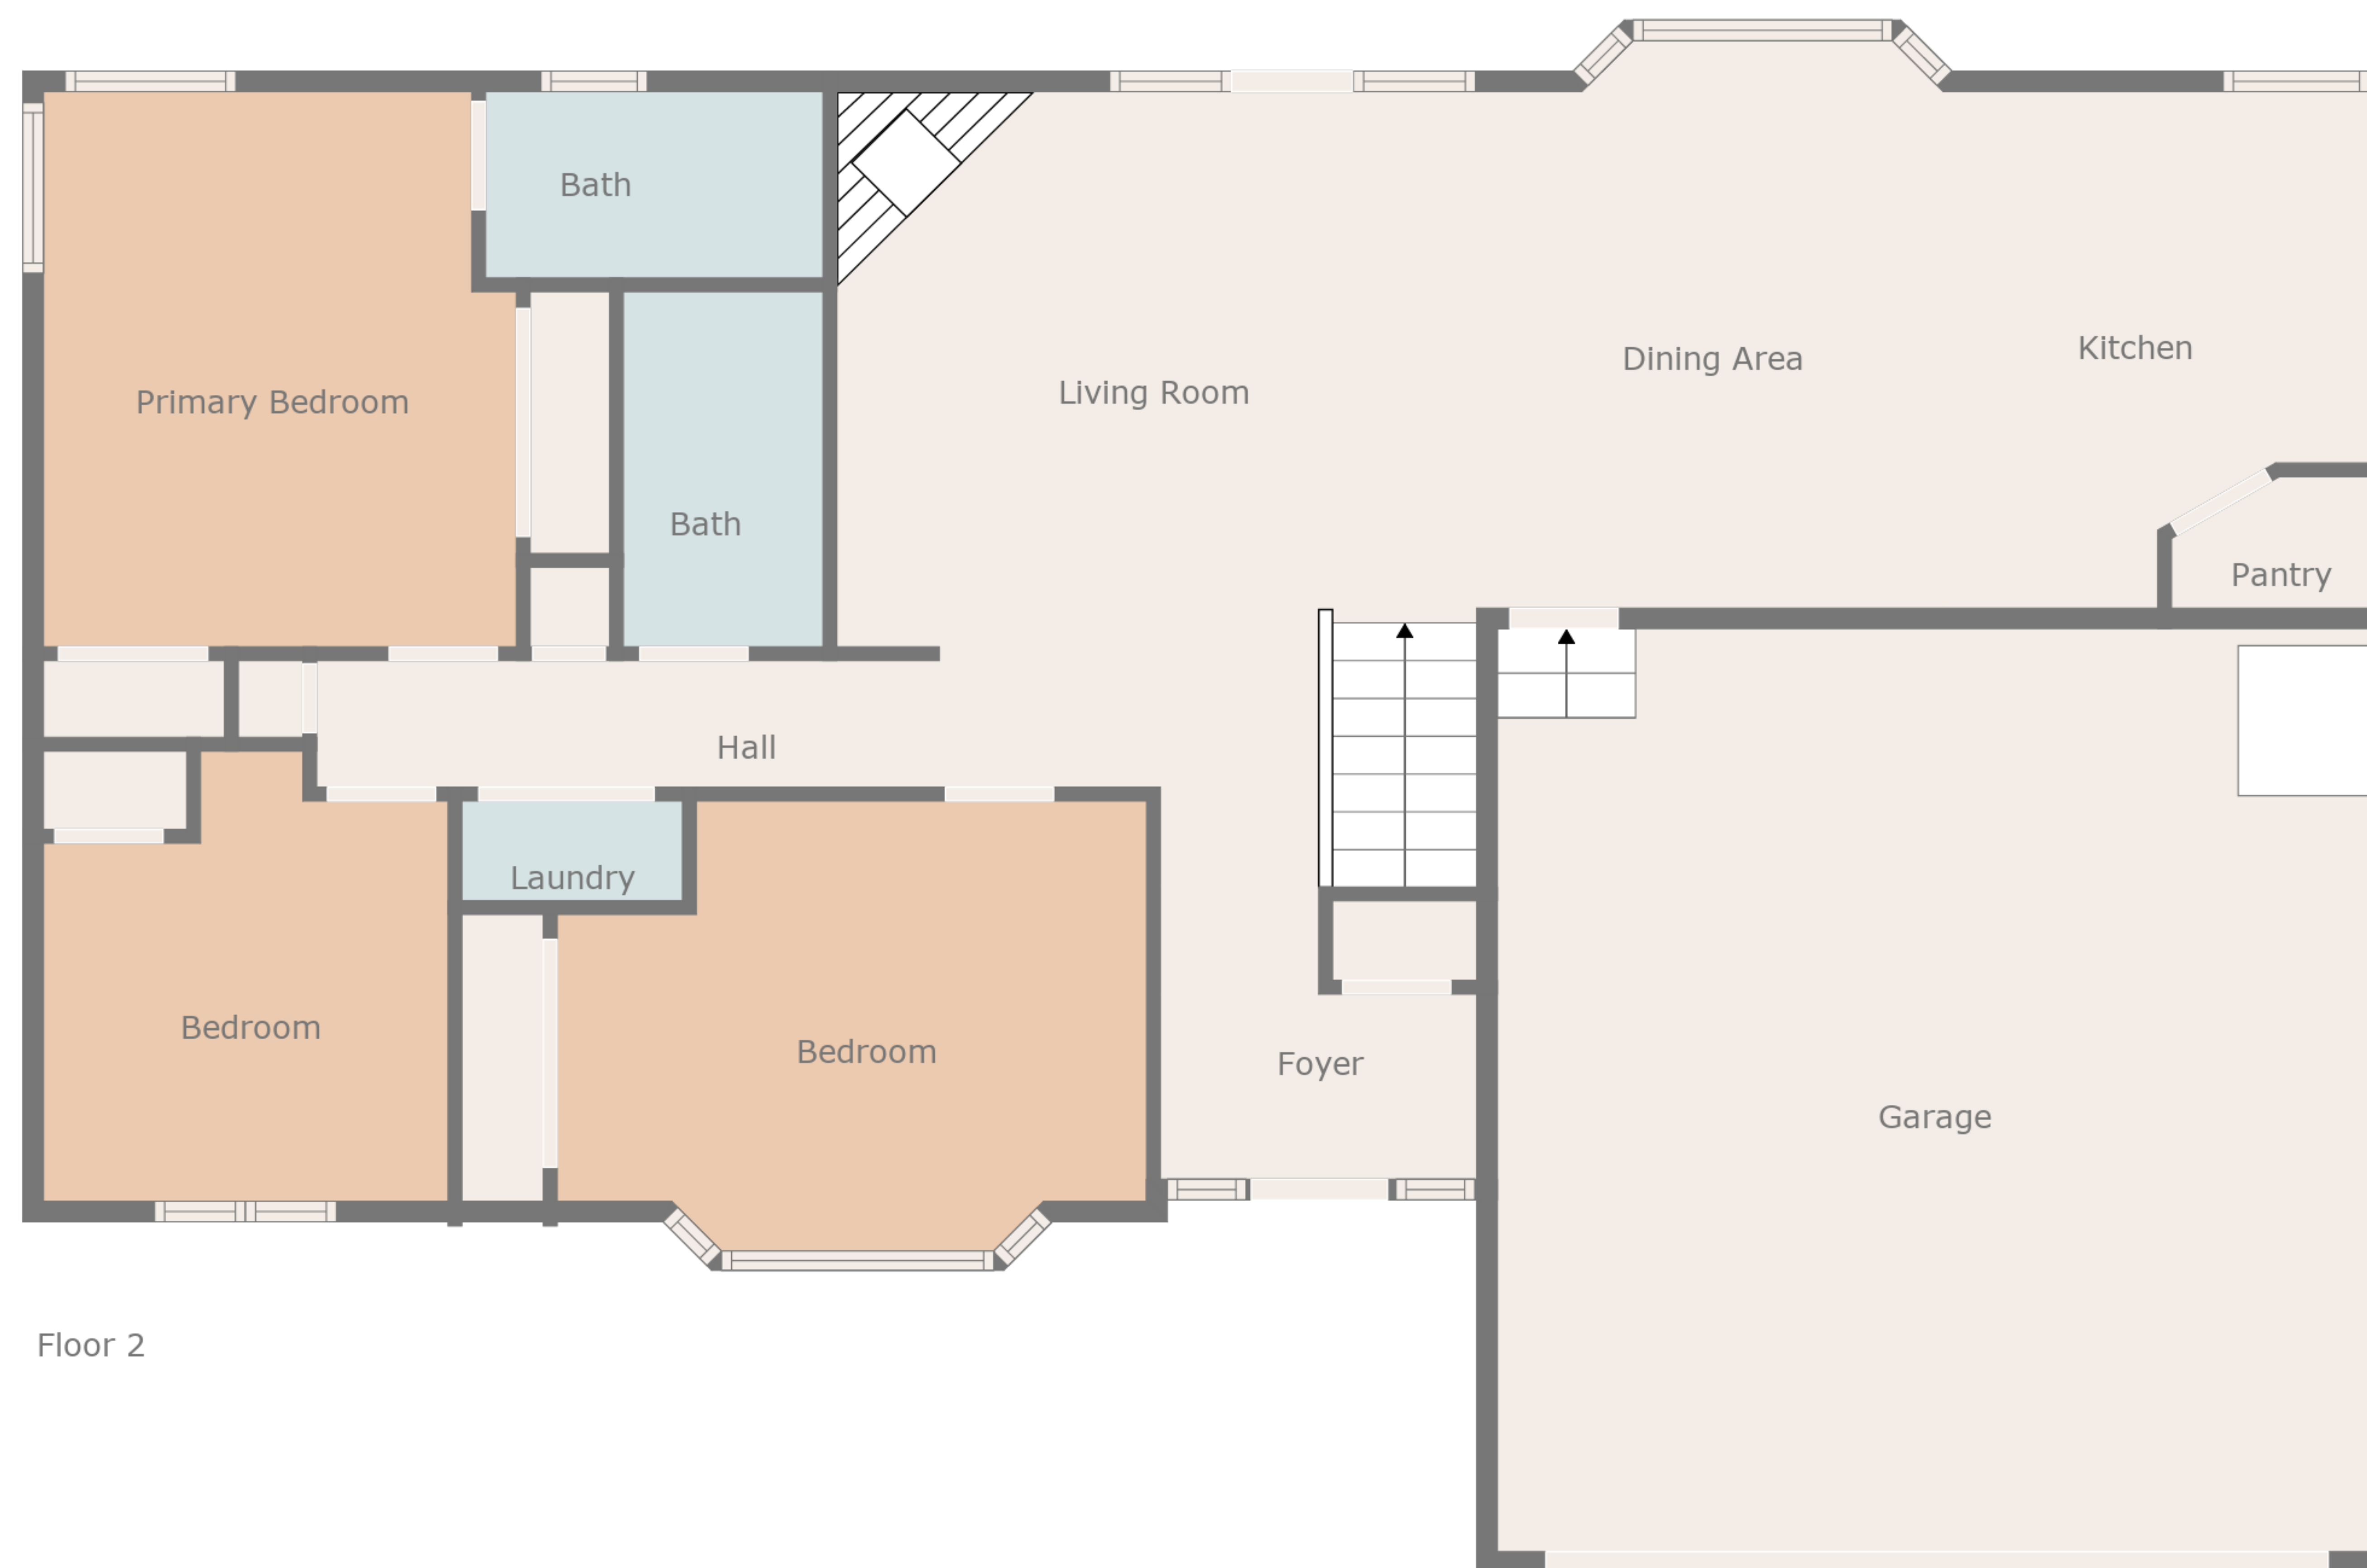 Bath
Kitchen
Dining Area
Living Room
Primary Bedroom
Bath
Pantry
Hall
Laundry
Bedroom
Bedroom
Foyer
Garage
Floor 2